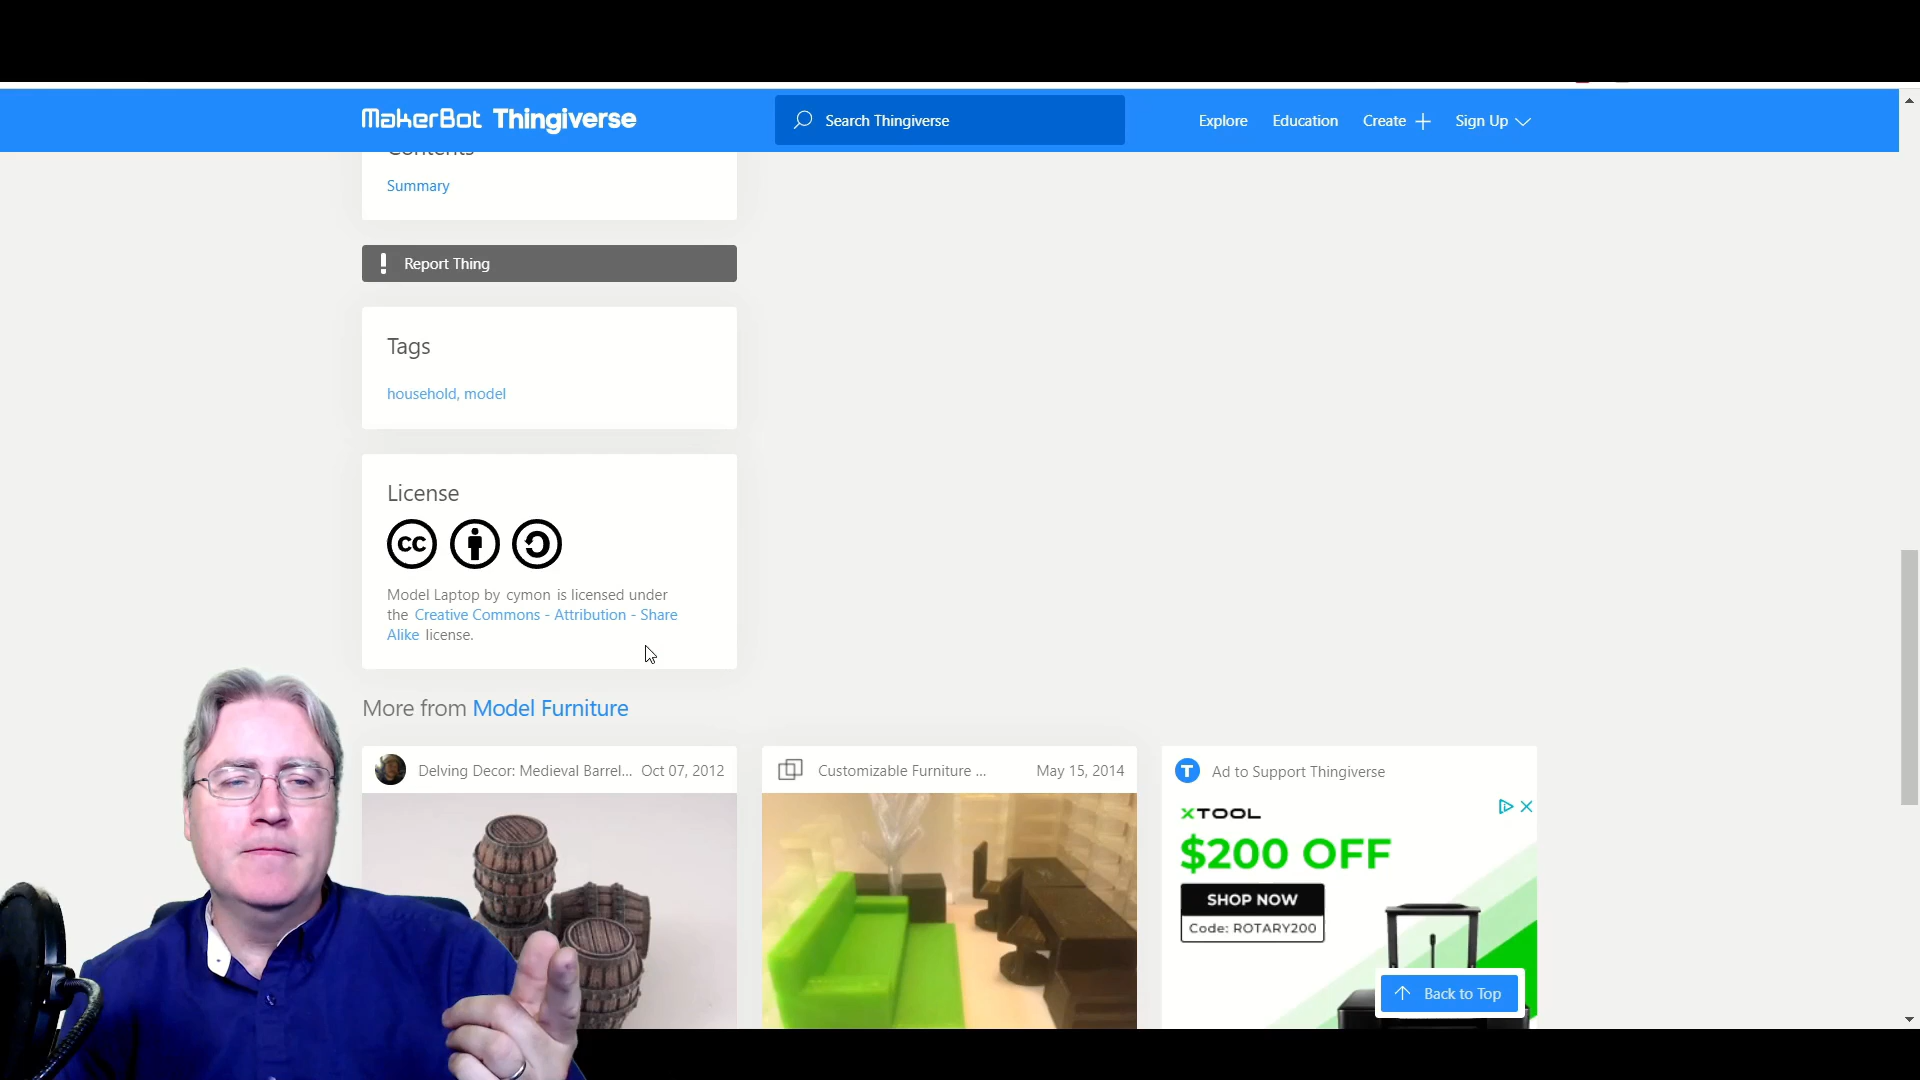 MakerBot Thingiverse
Search Thingiverse
Explore
Education
Create
Sign Up
Contents
Summary
Report Thing
Tags
household, model
License
cc
Model Laptop by cymon is licensed under
the Creative Commons - Attribution - Share
Alike license.
More from Model Furniture
Delving Decor: Medieval Barrel... Oct 07, 2012
Customizable Furniture ... May 15, 2014
T Ad to Support Thingiverse
XTOOL
$200 OFF
SHOP NOW
Code: ROTARY200
Back to Top